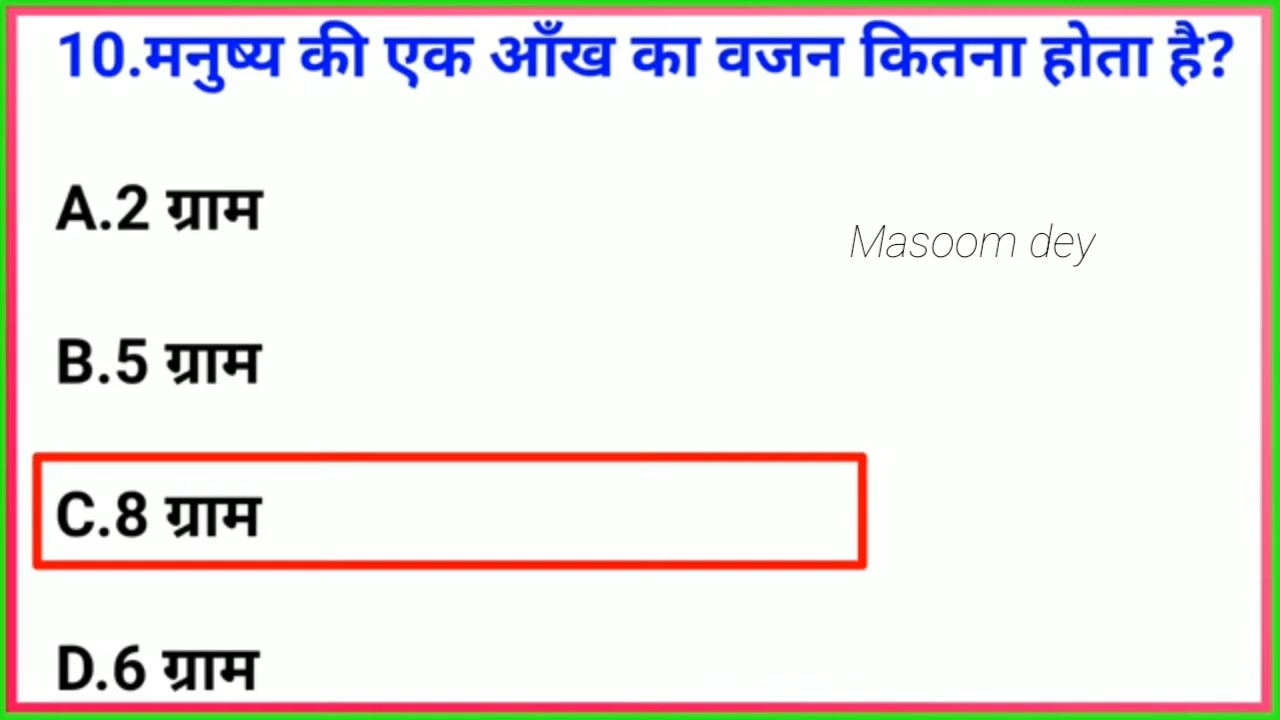 10.मनुष्य की एक आँख का वजन कितना होता है?
A.2 ग्राम
Masoom dey
B.5 ग्राम
C.8 ग्राम
D.6 ग्राम